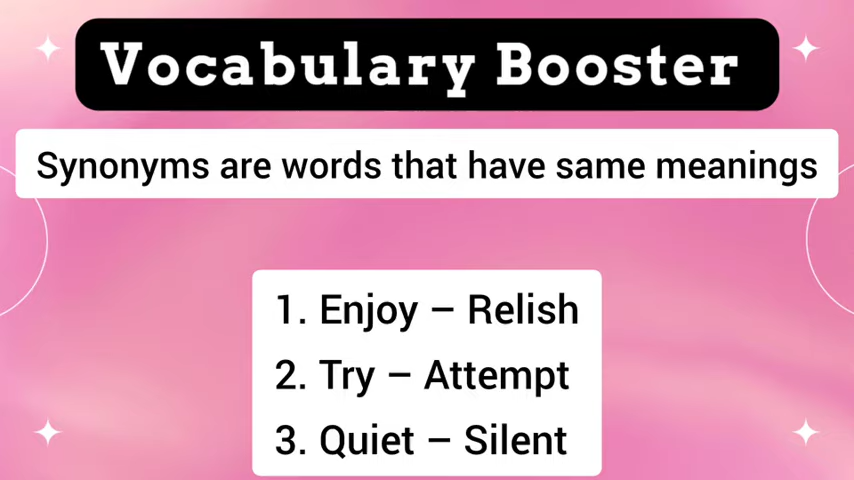 Vocabulary Booster
Synonyms are words that have same meanings
1. Enjoy – Relish
2. Try – Attempt
3. Quiet – Silent